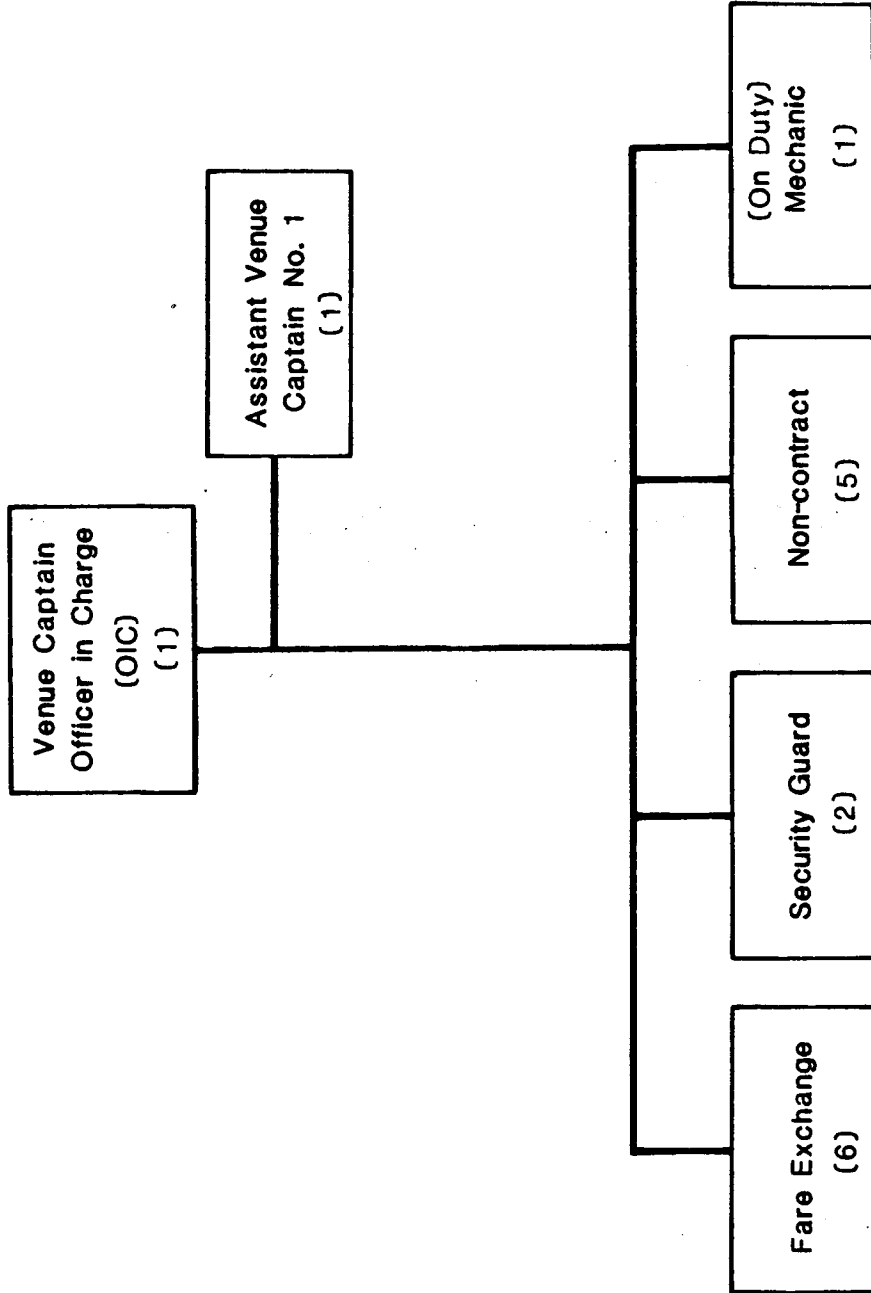 Venue Captain
Officer in Charge
(OIC)
(1)
Assistant Venue
Captain No. 1
(1)
Fare Exchange
(6)
Security Guard
(2)
Non-contract
(5)
(On Duty)
Mechanic
(1)